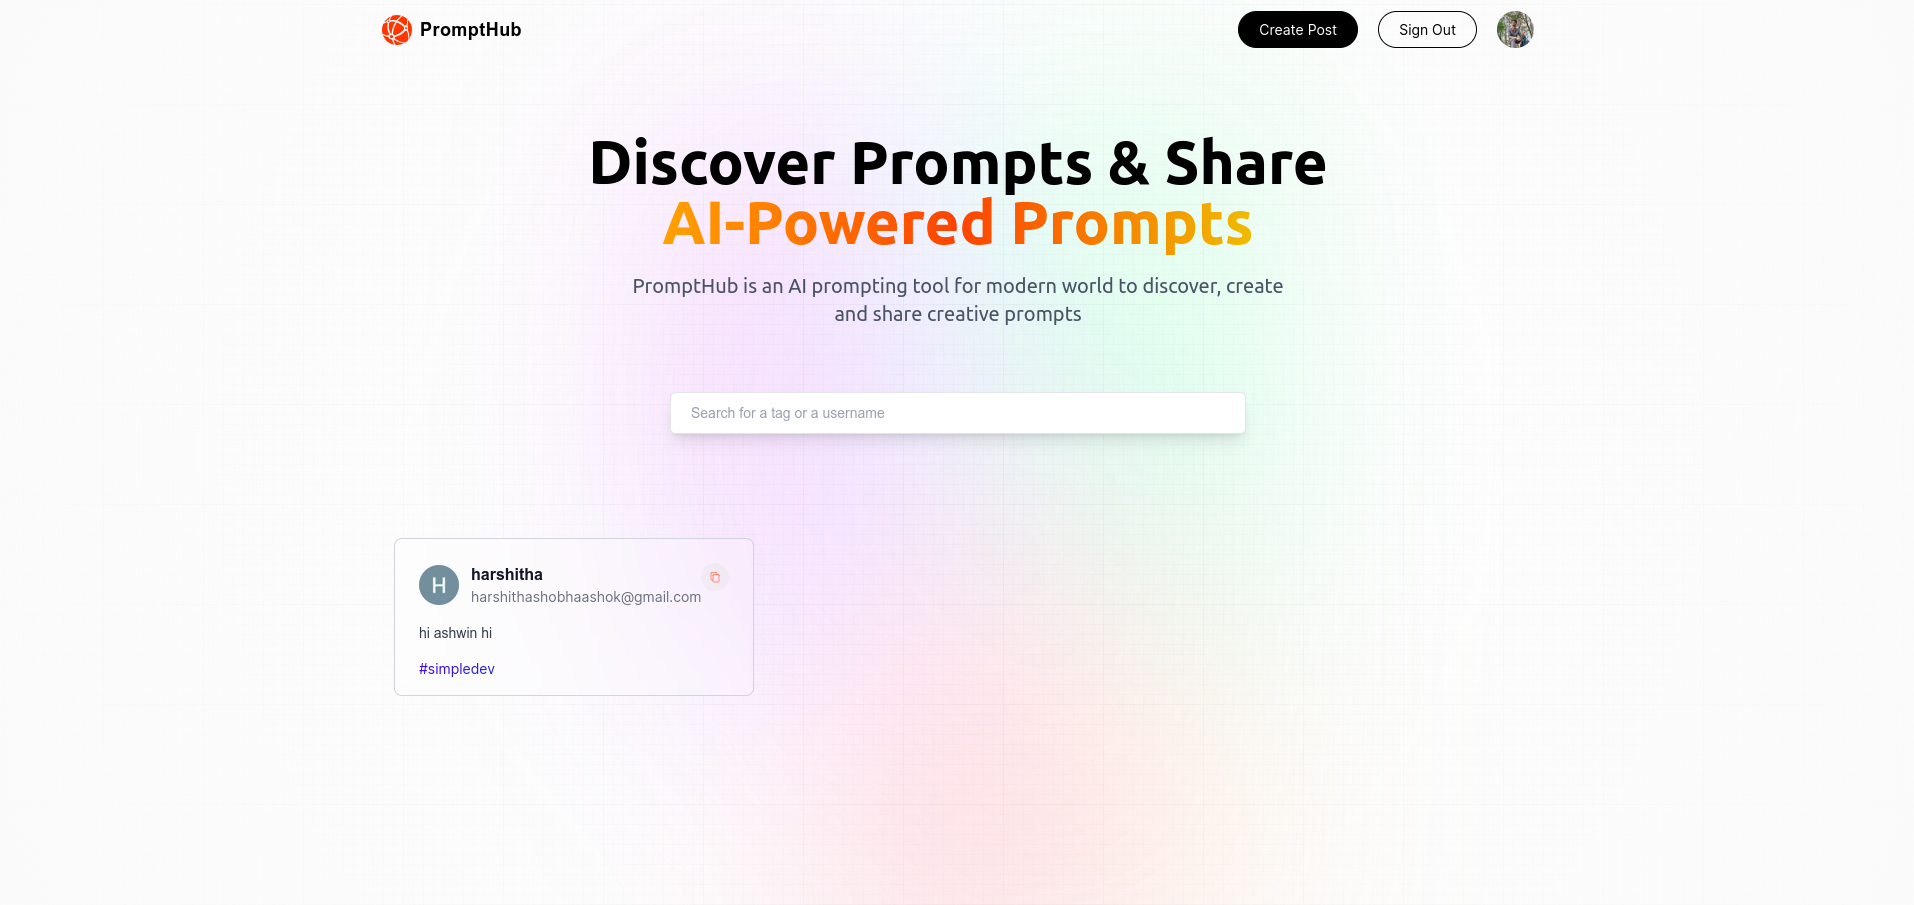 PromptHub
Create Post
Sign Out
Discover Prompts & Share
AI-Powered Prompts
PromptHub is an AI prompting tool for modern world to discover, create
and share creative prompts
Search for a tag or a username
H
harshitha
harshithashobhaashok@gmail.com
hi ashwin hi
#simpledev